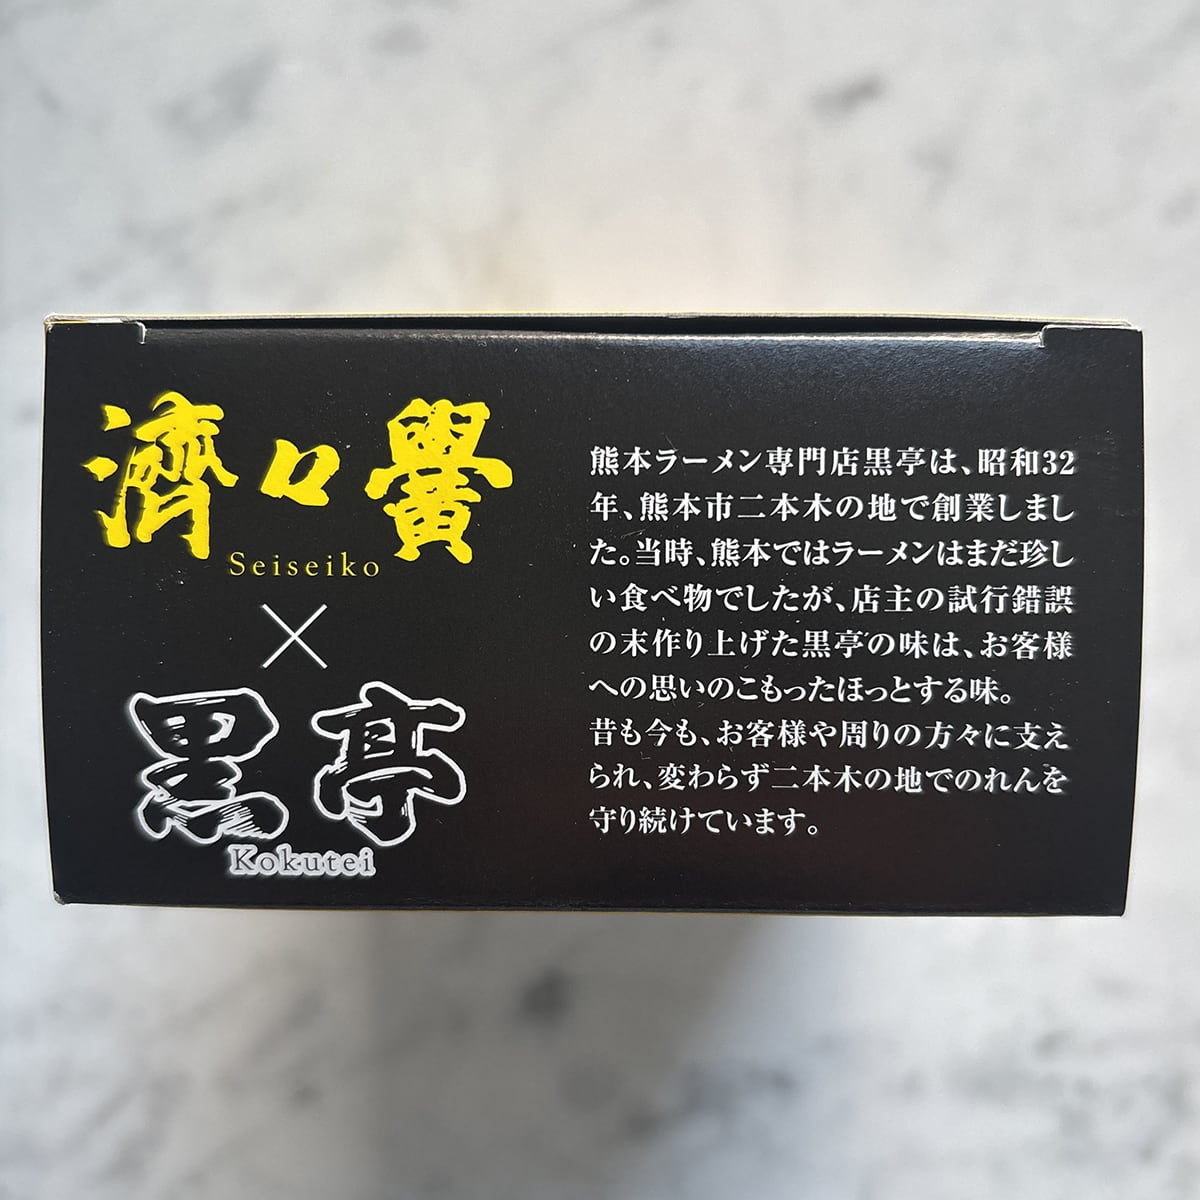 濟々黌
Seiseiko
×
黒亭
Kokutei
熊本ラーメン専門店黒亭は、昭和32
年、熊本市二本木の地で創業しまし
た。当時、熊本ではラーメンはまだ珍し
い食べ物でしたが、店主の試行錯誤
の末作り上げた黒亭の味は、お客様
への思いのこもったほっとする味。
昔も今も、お客様や周りの方々に支え
られ、変わらず二本木の地でのれんを
守り続けています。